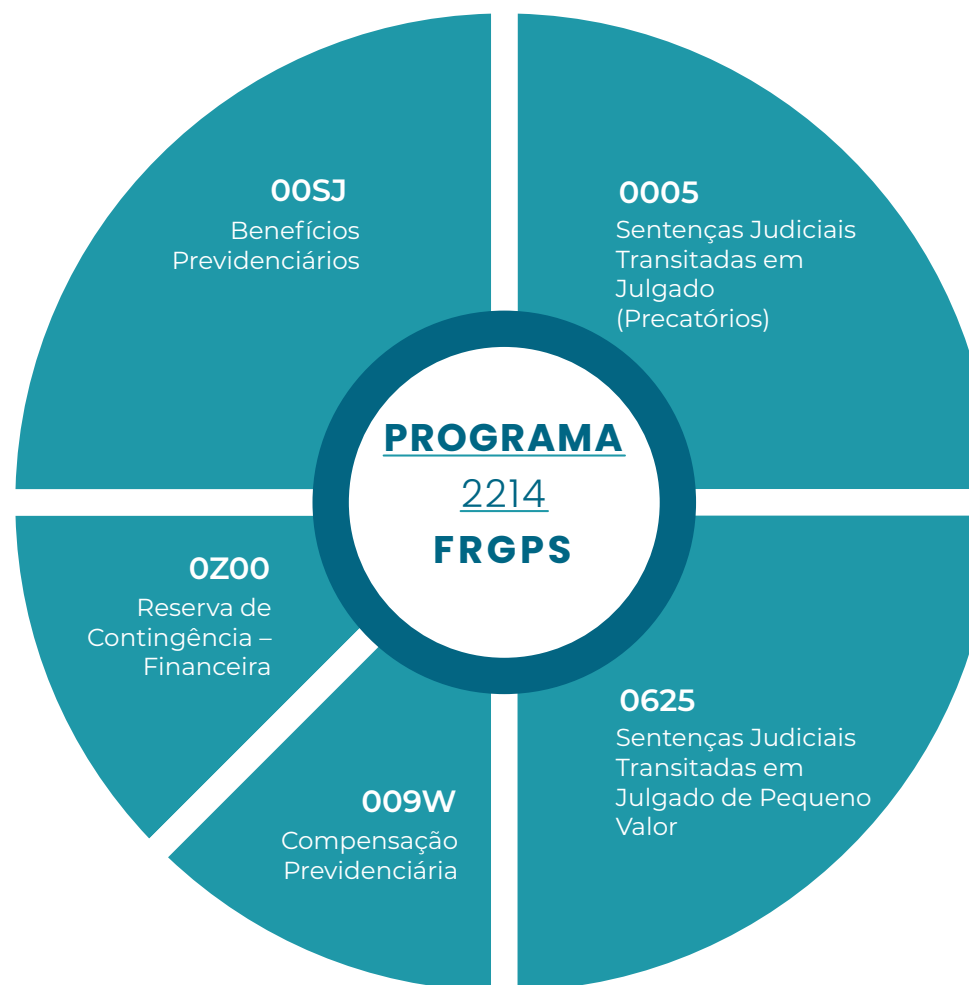 00SJ
Benefícios
Previdenciários
0005
Sentenças Judiciais
Transitadas em
Julgado
(Precatórios)
PROGRAMA
2214
FRGPS
0Z00
Reserva de
Contingência –
Financeira
009W
Compensação
Previdenciária
0625
Sentenças Judiciais
Transitadas em
Julgado de Pequeno
Valor